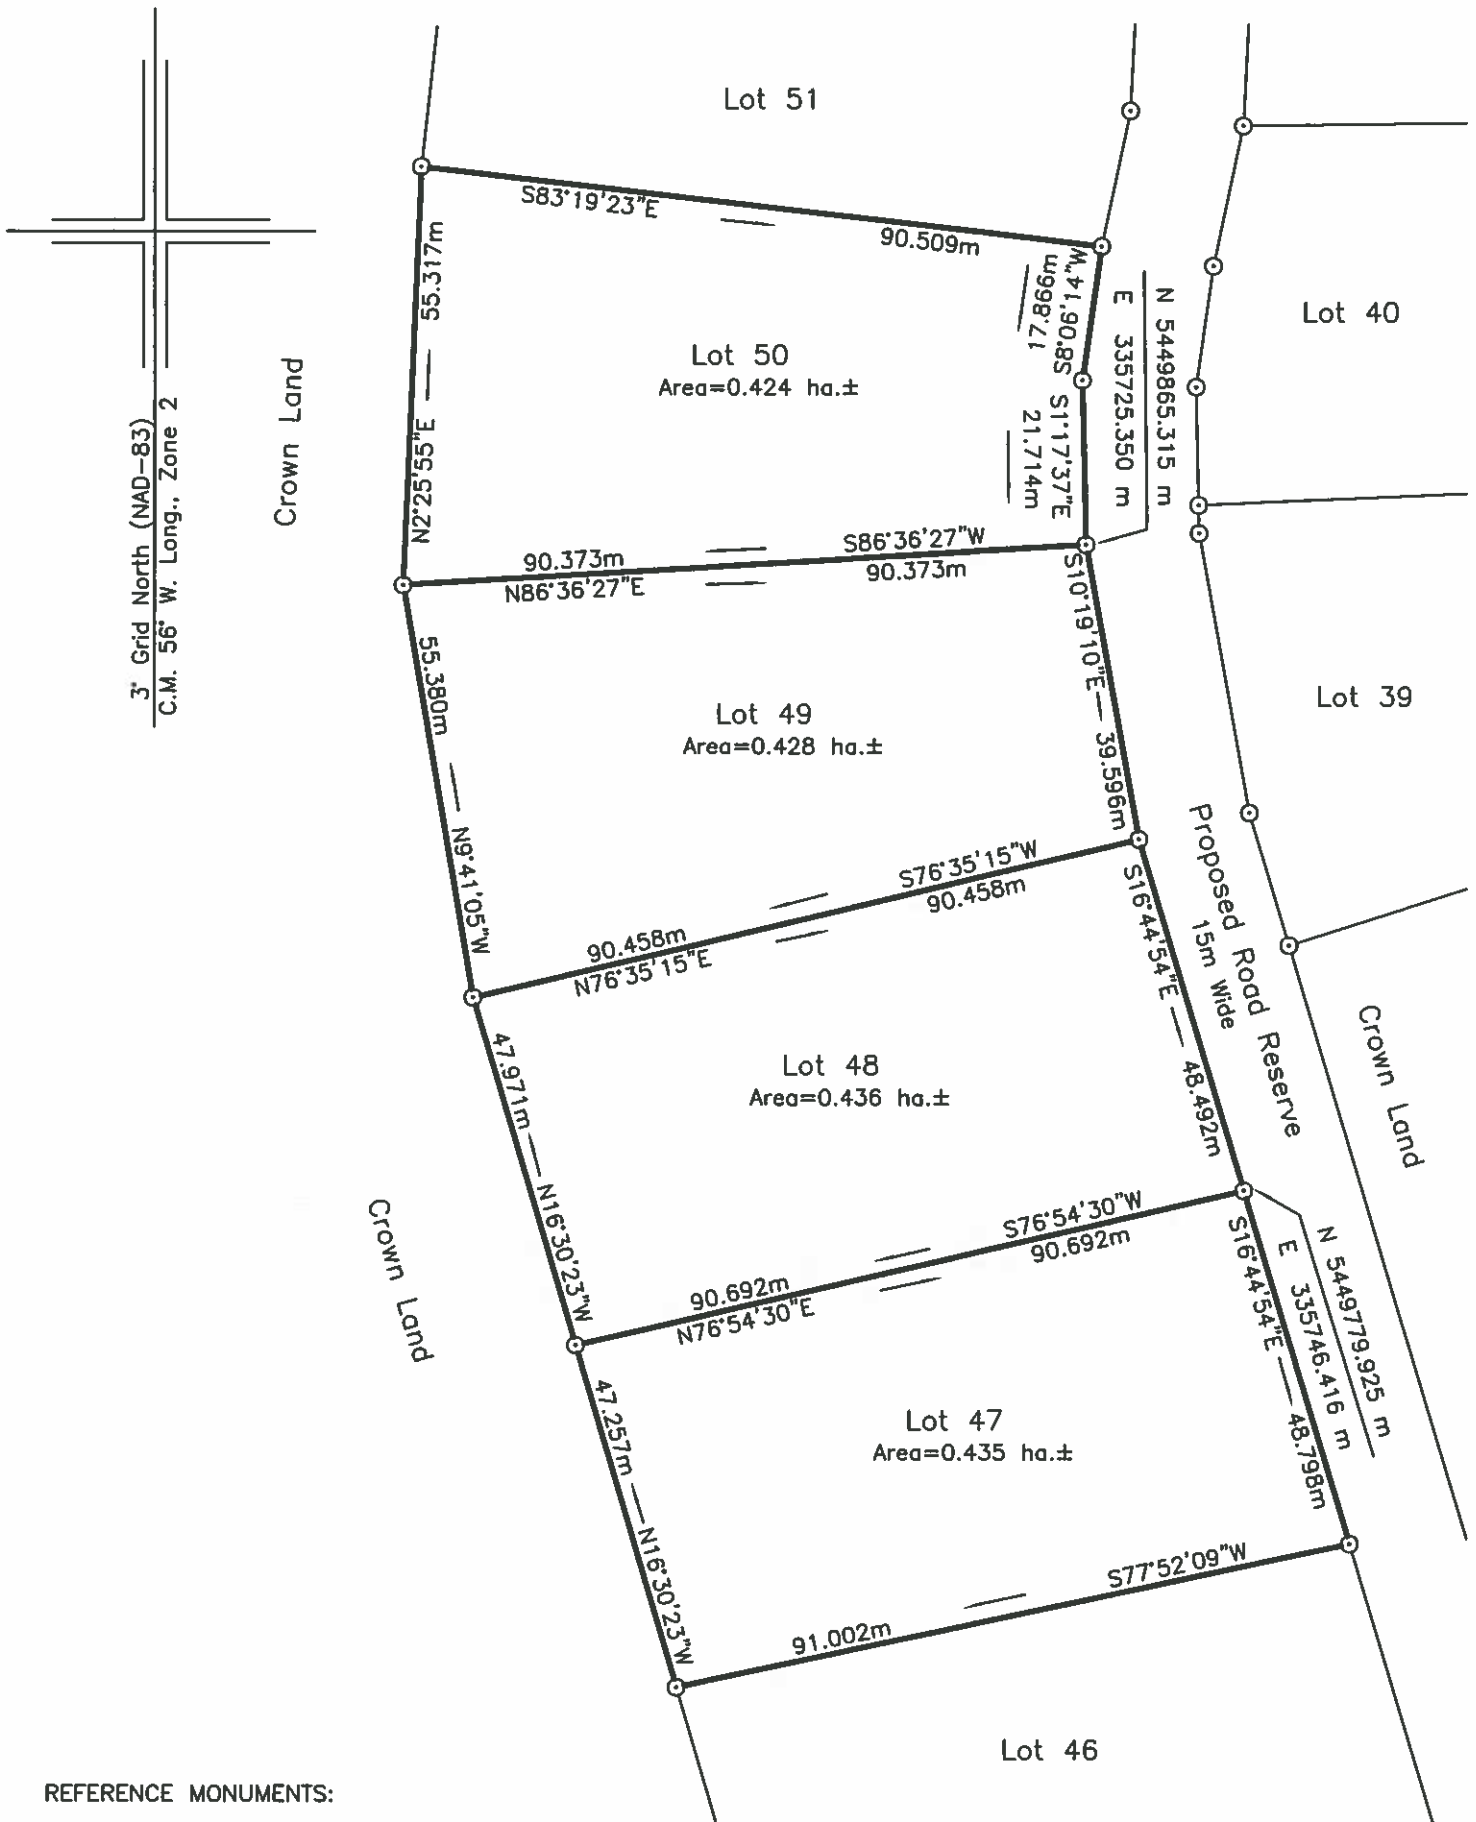 Lot 51
S83°19'23"E
90.509m
55.317m
N2°25'55"E
Lot 50
Area=0.424 ha.±
S8°06'14"W
17.866m
S1°17'37"E
21.714m
N 5449865.315 m
E 335725.350 m
Lot 40
3° Grid North (NAD-83)
C.M. 56° W. Long., Zone 2
Crown Land
S86°36'27"W
90.373m
90.373m
N86°36'27"E
S10°19'10"E
39.596m
55.380m
N9°41'05"W
Lot 49
Area=0.428 ha.±
Lot 39
S76°35'15"W
90.458m
90.458m
N76°35'15"E
Proposed Road Reserve
15m Wide
S16°44'54"E
48.492m
47.971m
N16°30'23"W
Lot 48
Area=0.436 ha.±
Crown Land
Crown Land
S76°54'30"W
90.692m
90.692m
N76°54'30"E
N 5449779.925 m
E 335746.416 m
S16°44'54"E
48.798m
47.257m
N16°30'23"W
Lot 47
Area=0.435 ha.±
S77°52'09"W
91.002m
Lot 46
REFERENCE MONUMENTS: